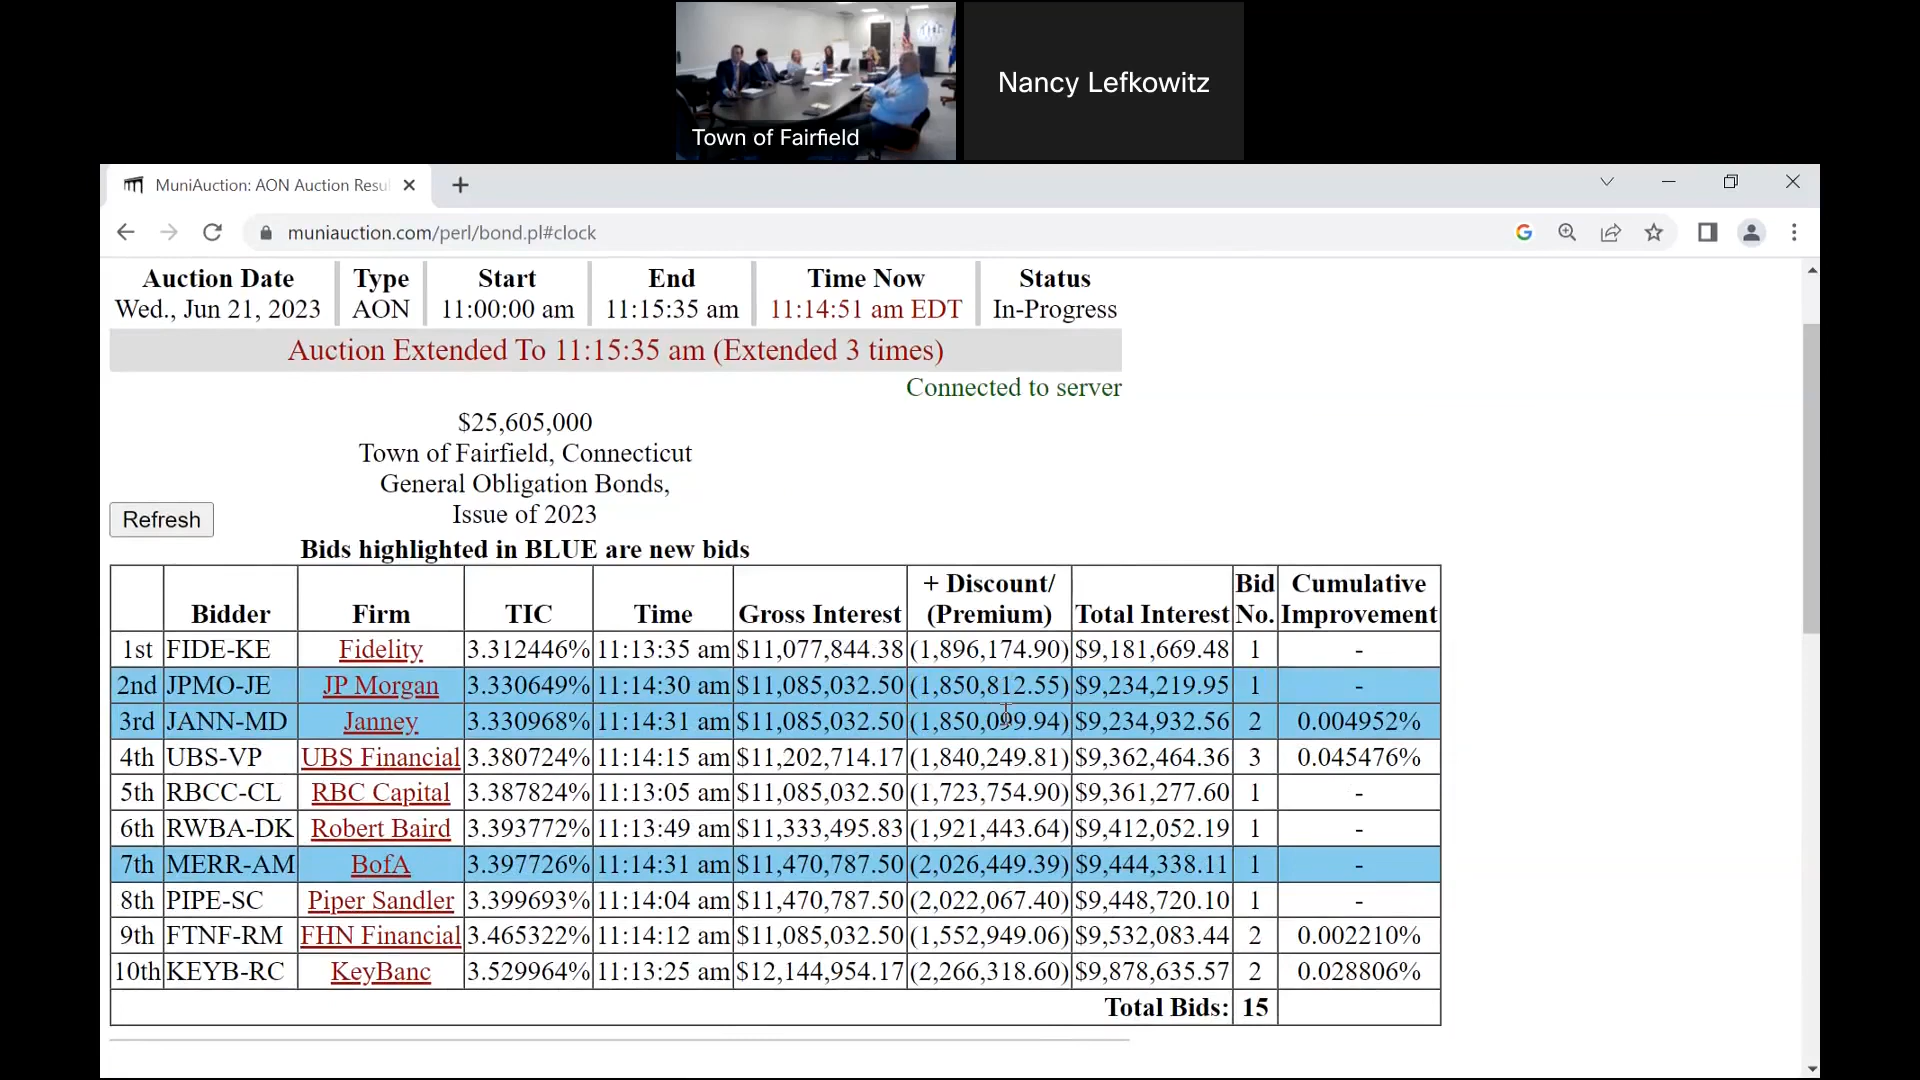 Town of Fairfield
Nancy Lefkowitz
MuniAuction: AON Auction Resu
muniauction.com/perl/bond.pl#clock
Auction Date Type Start End Time Now Status
Wed., Jun 21, 2023 AON 11:00:00 am 11:15:35 am 11:14:51 am EDT In-Progress
Auction Extended To 11:15:35 am (Extended 3 times)
Connected to server
$25,605,000
Town of Fairfield, Connecticut
General Obligation Bonds,
Issue of 2023
Refresh
Bids highlighted in BLUE are new bids
Bidder Firm TIC Time Gross Interest + Discount/ (Premium) Total Interest Bid No. Cumulative Improvement
1st FIDE-KE Fidelity 3.312446% 11:13:35 am $11,077,844.38 (1,896,174.90) $9,181,669.48 1 -
2nd JPMO-JE JP Morgan 3.330649% 11:14:30 am $11,085,032.50 (1,850,812.55) $9,234,219.95 1 -
3rd JANN-MD Janney 3.330968% 11:14:31 am $11,085,032.50 (1,850,099.94) $9,234,932.56 2 0.004952%
4th UBS-VP UBS Financial 3.380724% 11:14:15 am $11,202,714.17 (1,840,249.81) $9,362,464.36 3 0.045476%
5th RBCC-CL RBC Capital 3.387824% 11:13:05 am $11,085,032.50 (1,723,754.90) $9,361,277.60 1 -
6th RWBA-DK Robert Baird 3.393772% 11:13:49 am $11,333,495.83 (1,921,443.64) $9,412,052.19 1 -
7th MERR-AM BofA 3.397726% 11:14:31 am $11,470,787.50 (2,026,449.39) $9,444,338.11 1 -
8th PIPE-SC Piper Sandler 3.399693% 11:14:04 am $11,470,787.50 (2,022,067.40) $9,448,720.10 1 -
9th FTNF-RM FHN Financial 3.465322% 11:14:12 am $11,085,032.50 (1,552,949.06) $9,532,083.44 2 0.002210%
10th KEYB-RC KeyBanc 3.529964% 11:13:25 am $12,144,954.17 (2,266,318.60) $9,878,635.57 2 0.028806%
Total Bids: 15